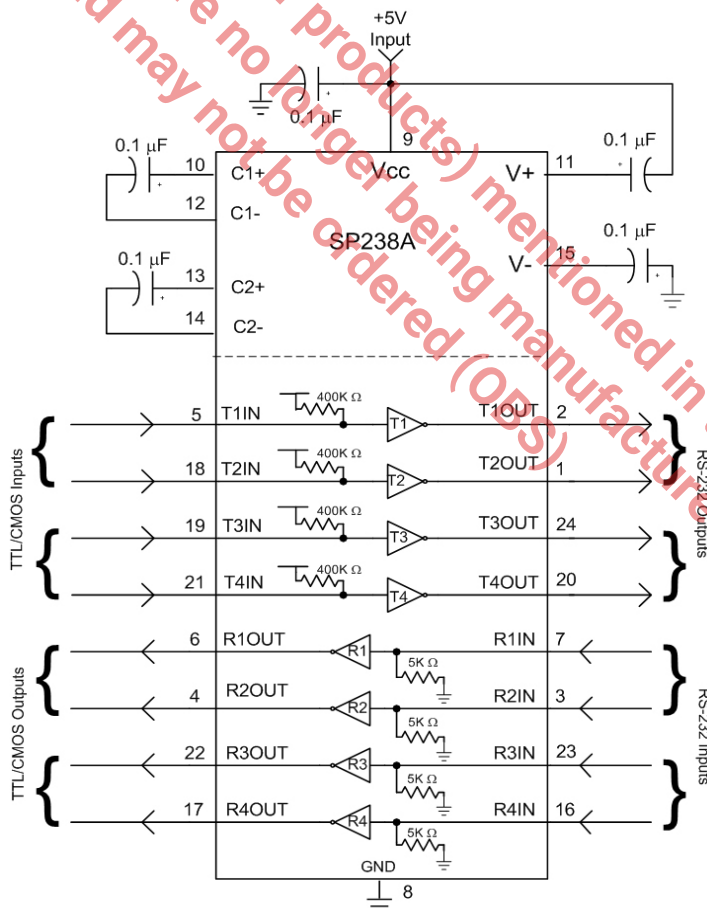 +5V
Input
0.1 µF
9
0.1 µF
10
C1+
Vcc
V+
11
0.1 µF
12
C1-
SP238A
0.1 µF
13
C2+
V-
15
0.1 µF
14
C2-
5
T1IN
400K Ω
T1
T1OUT
2
18
T2IN
400K Ω
T2
T2OUT
1
19
T3IN
400K Ω
T3
T3OUT
24
21
T4IN
400K Ω
T4
T4OUT
20
TTL/CMOS Inputs
RS-232 Outputs
6
R1OUT
R1
5K Ω
R1IN
7
4
R2OUT
R2
5K Ω
R2IN
3
22
R3OUT
R3
5K Ω
R3IN
23
17
R4OUT
R4
5K Ω
R4IN
16
TTL/CMOS Outputs
RS-232 Inputs
GND
8
products) mentioned in
re no longer being manufacture
may not be ordered (OBS)